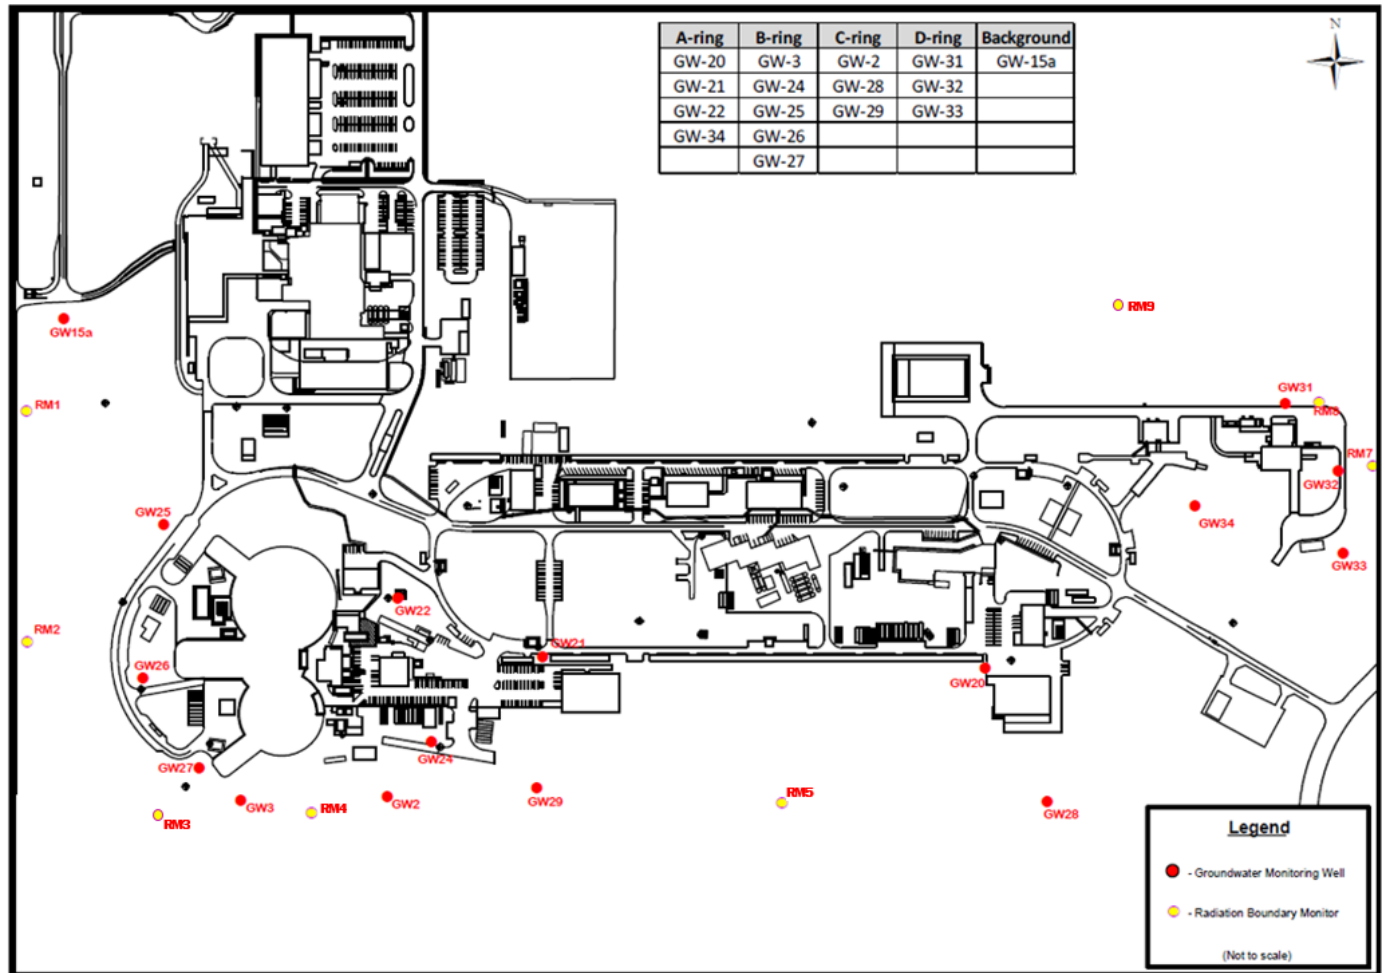 N
A-ring B-ring C-ring D-ring Background
GW-20 GW-3 GW-2 GW-31 GW-15a
GW-21 GW-24 GW-28 GW-32
GW-22 GW-25 GW-29 GW-33
GW-34 GW-26
GW-27
RM9
GW15a
GW31
RM1
RM8
RM7
GW32
GW25
GW34
GW33
GW22
RM2
GW21
GW26
GW20
GW24
GW27
GW3
RM4
GW2
GW29
RM5
GW28
RM3
Legend
- Groundwater Monitoring Well
- Radiation Boundary Monitor
(Not to scale)